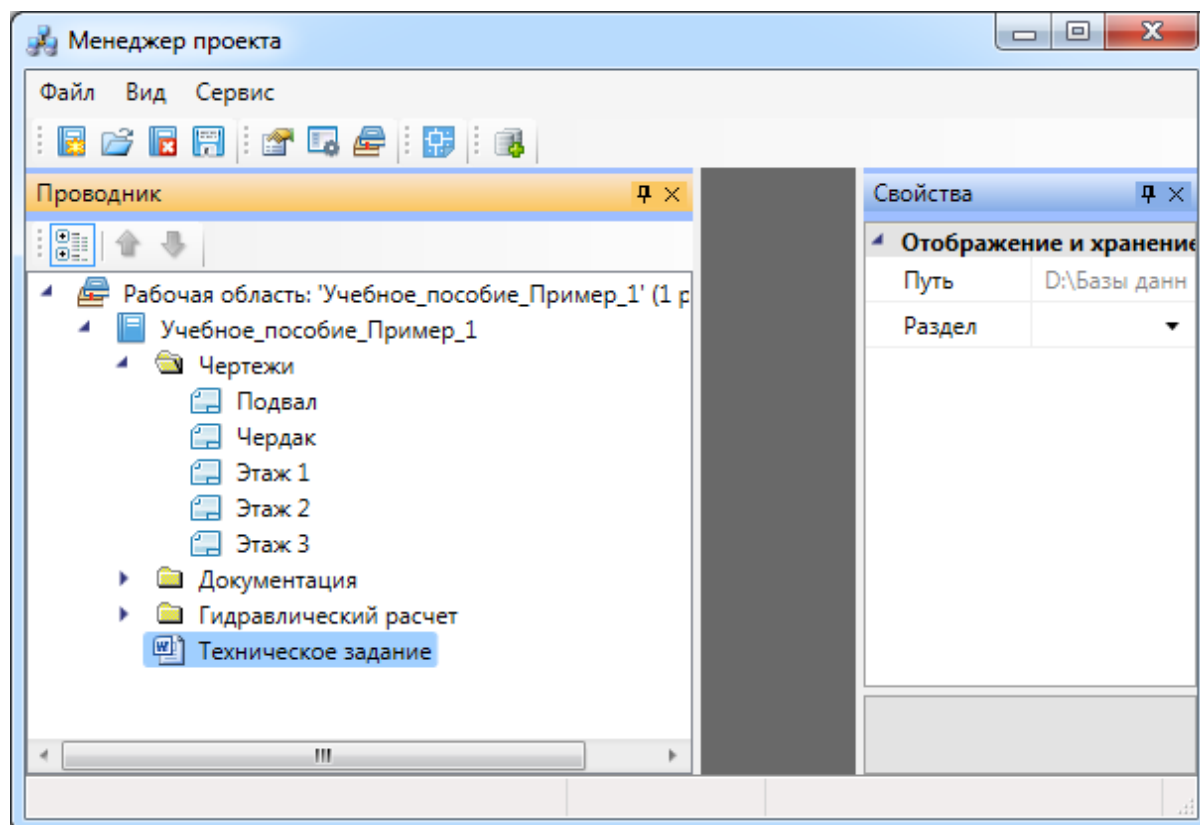 Менеджер проекта
Файл Вид Сервис
Проводник
Рабочая область: 'Учебное_пособие_Пример_1' (1 р
Учебное_пособие_Пример_1
Чертежи
Подвал
Чердак
Этаж 1
Этаж 2
Этаж 3
Документация
Гидравлический расчет
Техническое задание
Свойства
Отображение и хранение
Путь D:\Базы данн
Раздел